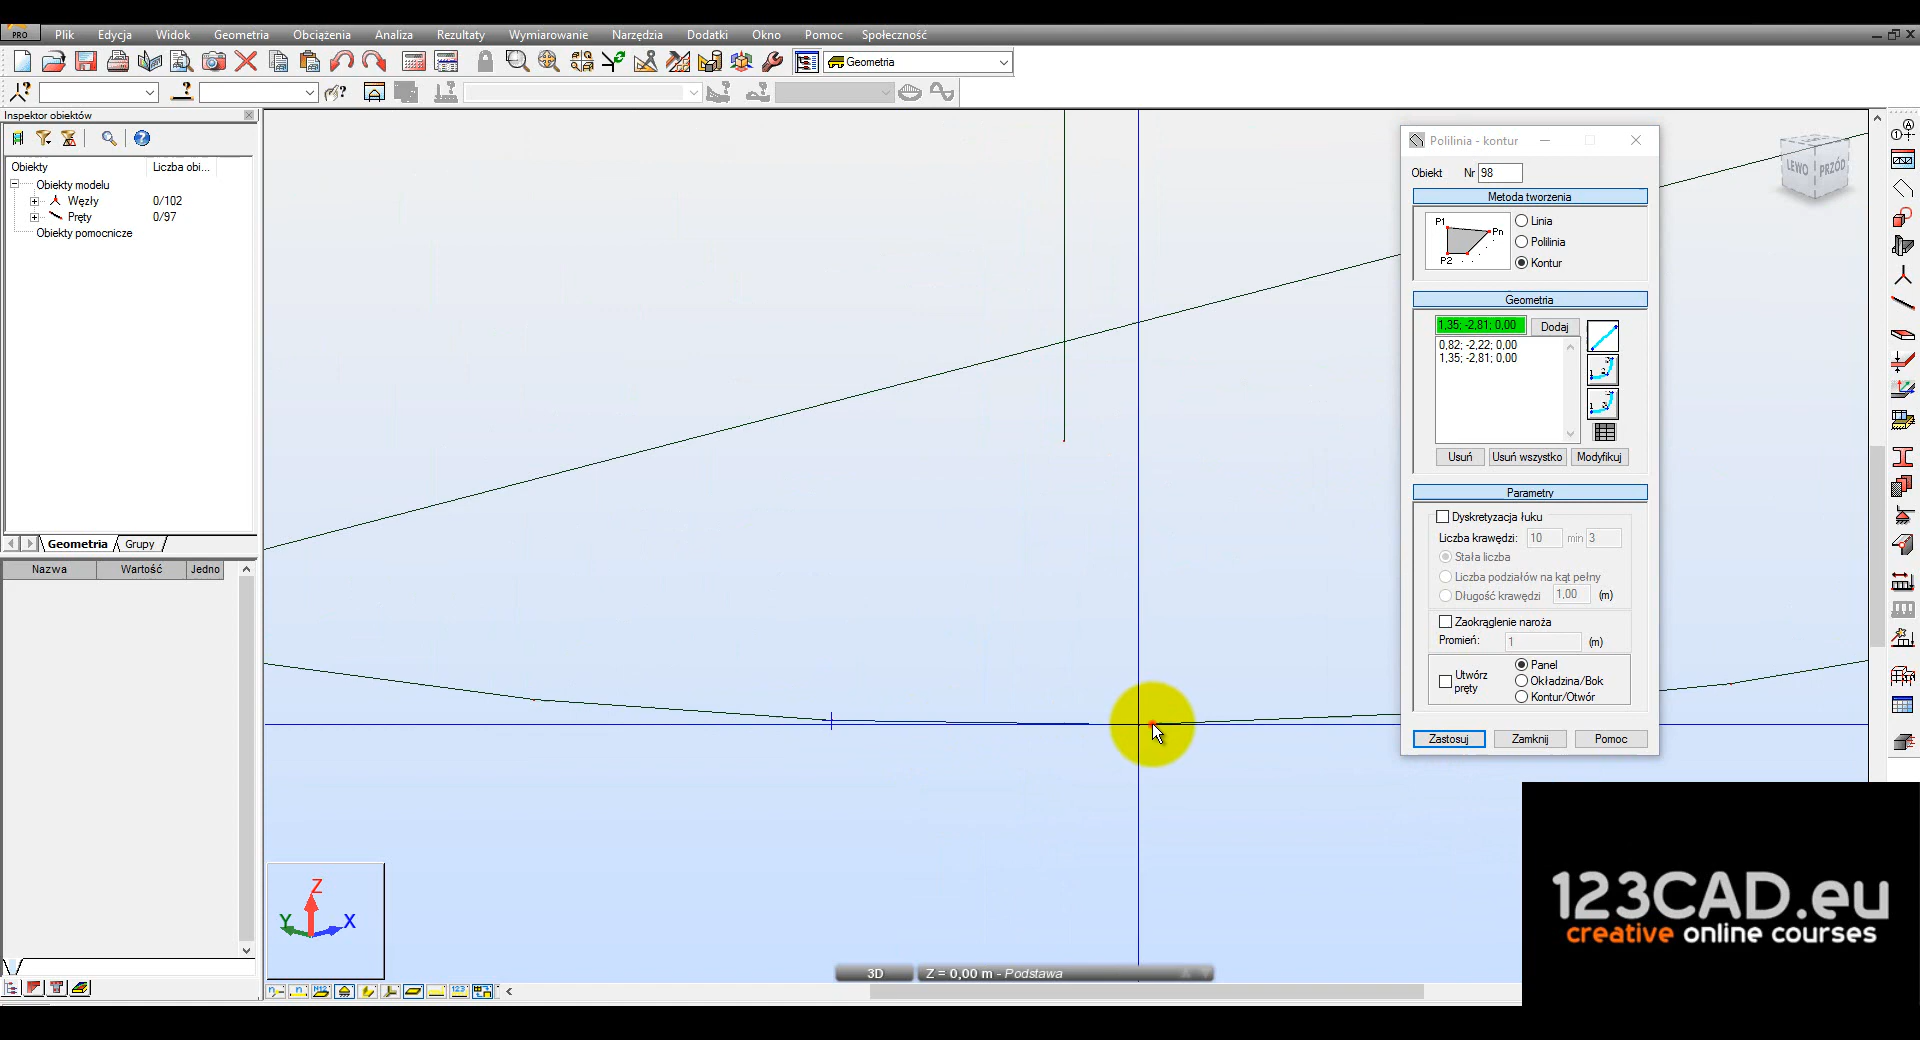 PRO
Plik Edycja Widok Geometria Obciążenia Analiza Rezultaty Wymiarowanie Narzędzia Dodatki Okno Pomoc Społeczność
Geometria
Inspektor obiektów
Obiekty Liczba obi...
Obiekty modelu
Węzły 0/102
Pręty 0/97
Obiekty pomocnicze
Geometria Grupy
Nazwa Wartość Jedno
LEWO PRZÓD
Polilinia - kontur
Obiekt Nr 98
Metoda tworzenia
P1 Pn P2
Linia
Polilinia
Kontur
Geometria
1,35; -2,81; 0,00 Dodaj
0,82; -2,22; 0,00
1,35; -2,81; 0,00
Usuń Usuń wszystko Modyfikuj
Parametry
Dyskretyzacja łuku
Liczba krawędzi: 10 min 3
Stała liczba
Liczba podziałów na kąt pełny
Długość krawędzi 1,00 (m)
Zaokrąglenie naroża
Promień: 1 (m)
Utwórz pręty
Panel
Okładzina/Bok
Kontur/Otwór
Zastosuj Zamknij Pomoc
Z
Y X
3D Z = 0,00 m - Podstawa
123CAD.eu
creative online courses